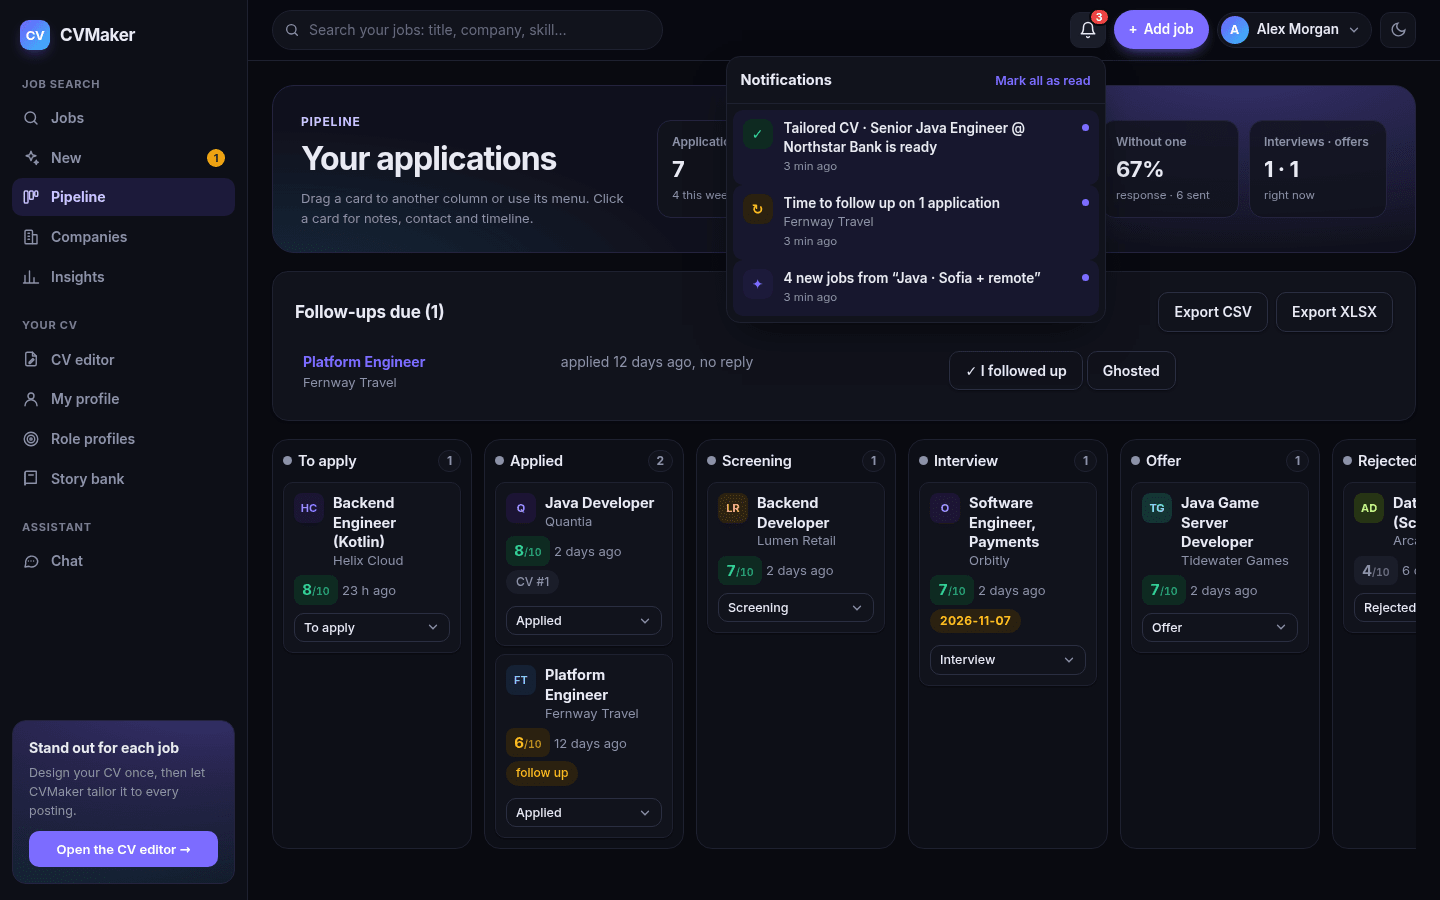 CV CVMaker
JOB SEARCH
Jobs
New 1
Pipeline
Companies
Insights
YOUR CV
CV editor
My profile
Role profiles
Story bank
ASSISTANT
Chat
Stand out for each job
Design your CV once, then let
CVMaker tailor it to every
posting.
Open the CV editor →
Search your jobs: title, company, skill...
3
+ Add job
A Alex Morgan
Notifications
Mark all as read
✓
Tailored CV · Senior Java Engineer @
Northstar Bank is ready
3 min ago
↻
Time to follow up on 1 application
Fernway Travel
3 min ago
✦
4 new jobs from “Java · Sofia + remote”
3 min ago
PIPELINE
Your applications
Drag a card to another column or use its menu. Click
a card for notes, contact and timeline.
7
4 this
Without one
67%
response · 6 sent
Interviews · offers
1 · 1
right now
Follow-ups due (1)
Export CSV
Export XLSX
Platform Engineer
Fernway Travel
applied 12 days ago, no reply
✓ I followed up
Ghosted
To apply 1
HC
Backend
Engineer
(Kotlin)
Helix Cloud
8/10 23 h ago
To apply
Applied 2
Q
Java Developer
Quantia
8/10 2 days ago
CV #1
Applied
FT
Platform
Engineer
Fernway Travel
6/10 12 days ago
follow up
Applied
Screening 1
LR
Backend
Developer
Lumen Retail
7/10 2 days ago
Screening
Interview 1
O
Software
Engineer,
Payments
Orbitly
7/10 2 days ago
2026-11-07
Interview
Offer 1
TG
Java Game
Server
Developer
Tidewater Games
7/10 2 days ago
Offer
Rejected
AD
4/10 6
Rejected